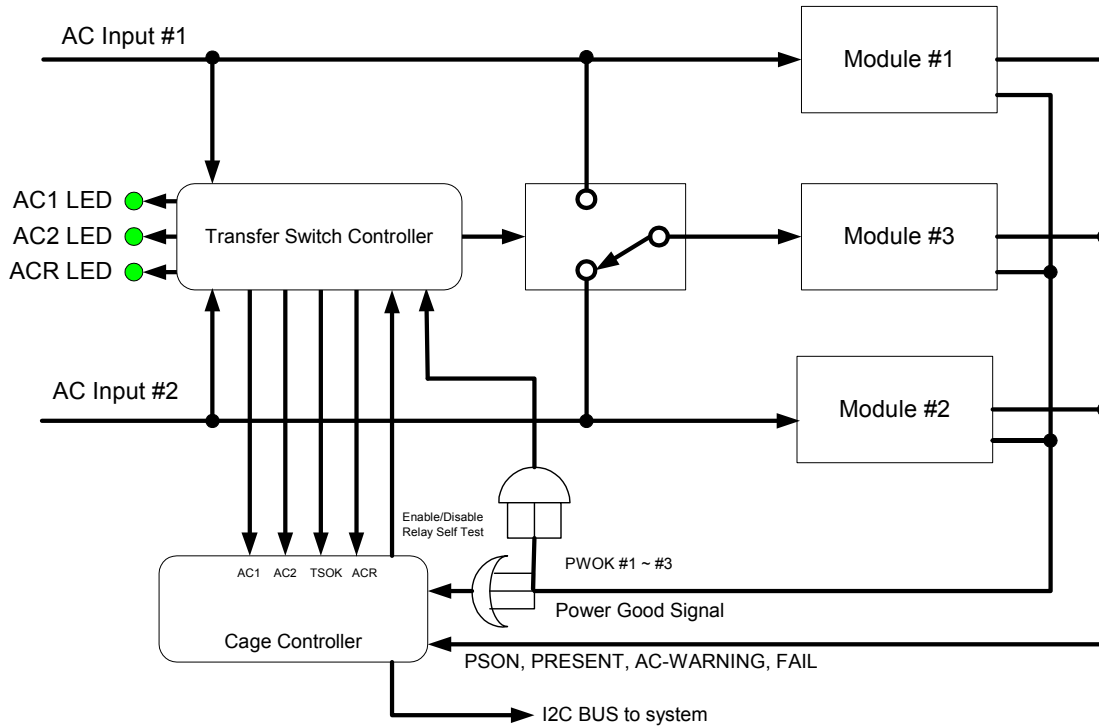 AC Input #1
Module #1
AC1 LED
AC2 LED
ACR LED
Transfer Switch Controller
Module #3
AC Input #2
Module #2
Enable/Disable
Relay Self Test
PWOK #1 ~ #3
AC1 AC2 TSOK ACR
Power Good Signal
Cage Controller
PSON, PRESENT, AC-WARNING, FAIL
I2C BUS to system